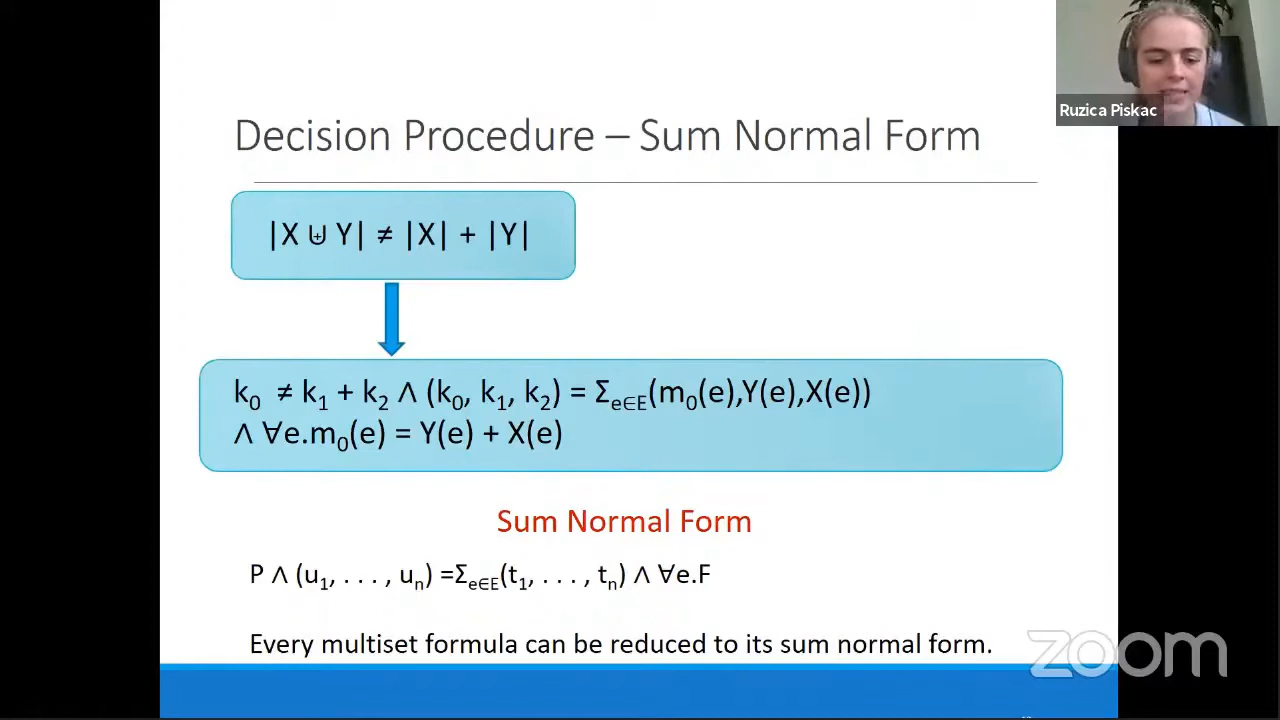 Ruzica Piskac
Decision Procedure – Sum Normal Form
|X ⊎ Y| ≠ |X| + |Y|
k₀ ≠ k₁ + k₂ ∧ (k₀, k₁, k₂) = Σe∈E(m₀(e),Y(e),X(e))
∧ ∀e.m₀(e) = Y(e) + X(e)
Sum Normal Form
P ∧ (u₁, . . . , uₙ) =Σe∈E(t₁, . . . , tₙ) ∧ ∀e.F
Every multiset formula can be reduced to its sum normal form.
zoom